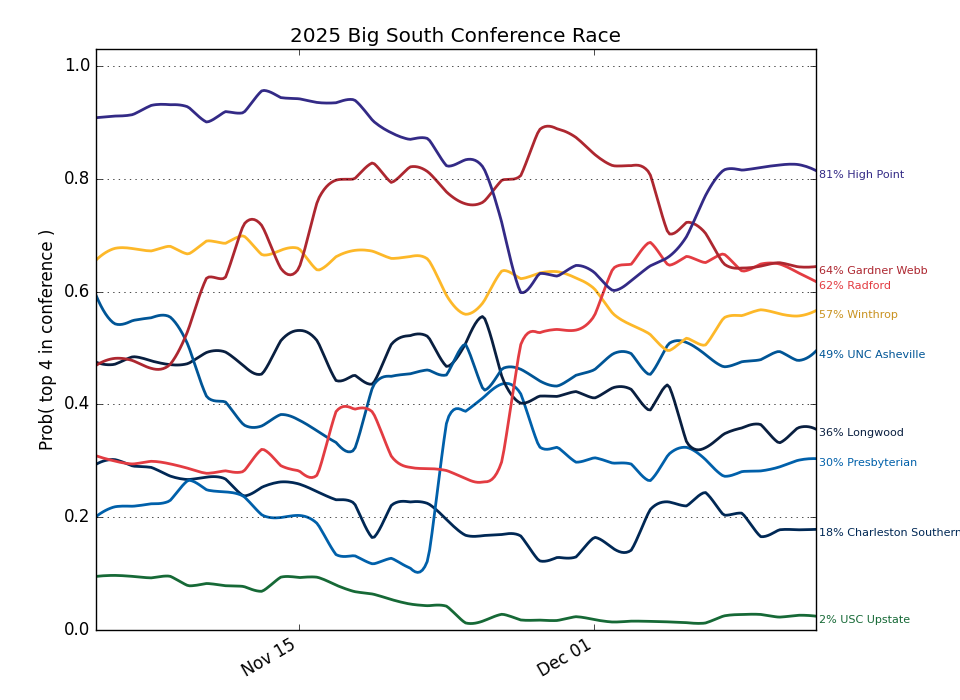 2025 Big South Conference Race
Prob( top 4 in conference )
1.0
0.8
0.6
0.4
0.2
0.0
Nov 15
Dec 01
81% High Point
64% Gardner Webb
62% Radford
57% Winthrop
49% UNC Asheville
36% Longwood
30% Presbyterian
18% Charleston Southern
2% USC Upstate